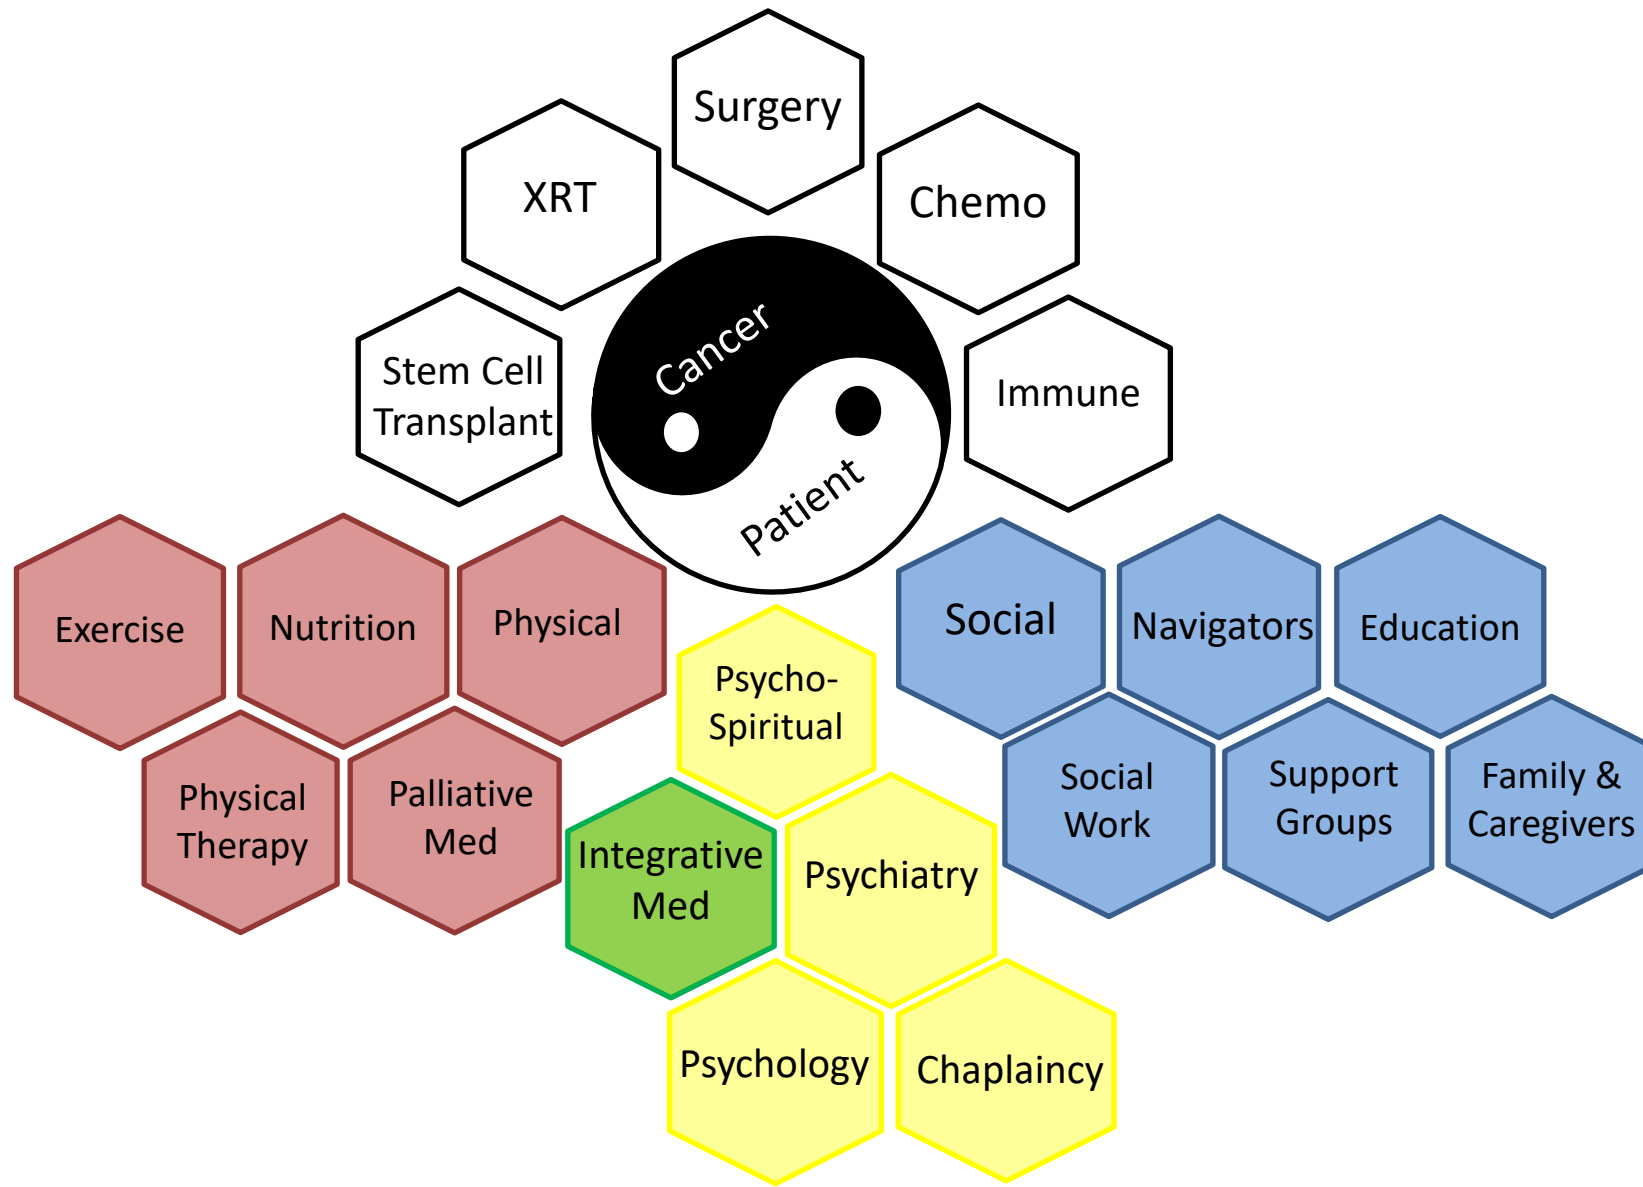 Surgery
XRT
Chemo
Stem Cell
Transplant
Cancer
Immune
Patient
Exercise
Nutrition
Physical
Psycho-
Spiritual
Social
Navigators
Education
Physical
Therapy
Palliative
Med
Integrative
Med
Psychiatry
Social
Work
Support
Groups
Family &
Caregivers
Psychology
Chaplaincy